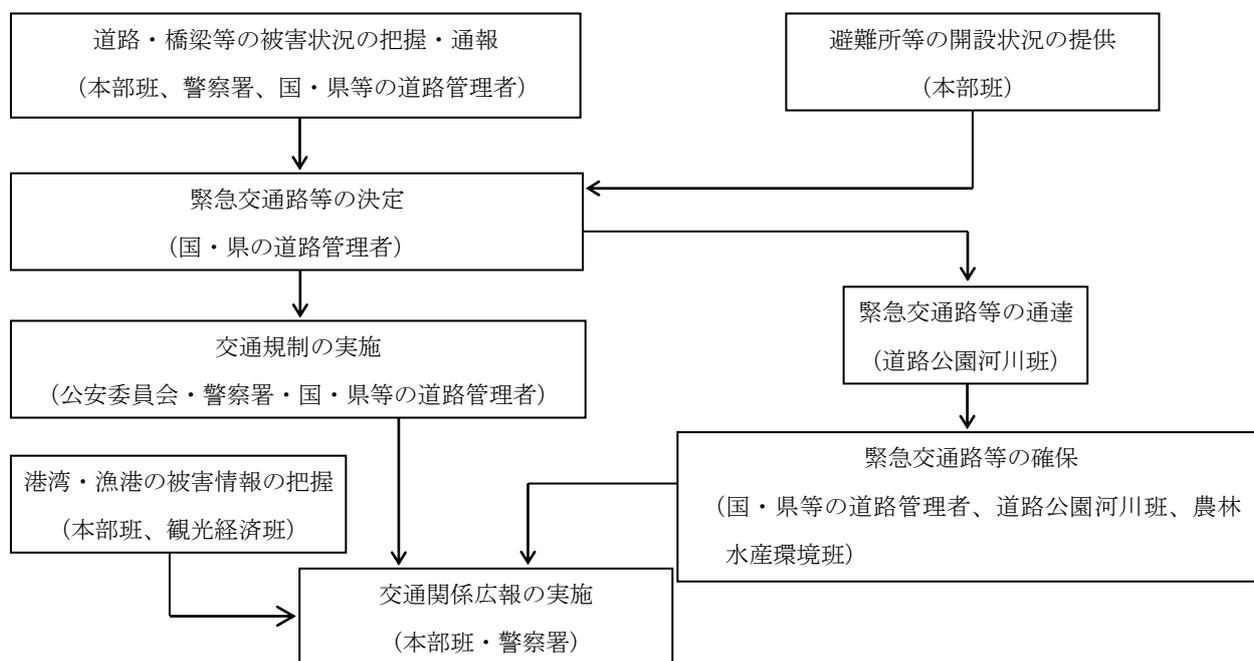 道路・橋梁等の被害状況の把握・通報
（本部班、警察署、国・県等の道路管理者）
避難所等の開設状況の提供
（本部班）
緊急交通路等の決定
（国・県の道路管理者）
緊急交通路等の通達
（道路公園河川班）
交通規制の実施
（公安委員会・警察署・国・県等の道路管理者）
緊急交通路等の確保
（国・県等の道路管理者、道路公園河川班、農林
水産環境班）
港湾・漁港の被害情報の把握
（本部班、観光経済班）
交通関係広報の実施
（本部班・警察署）